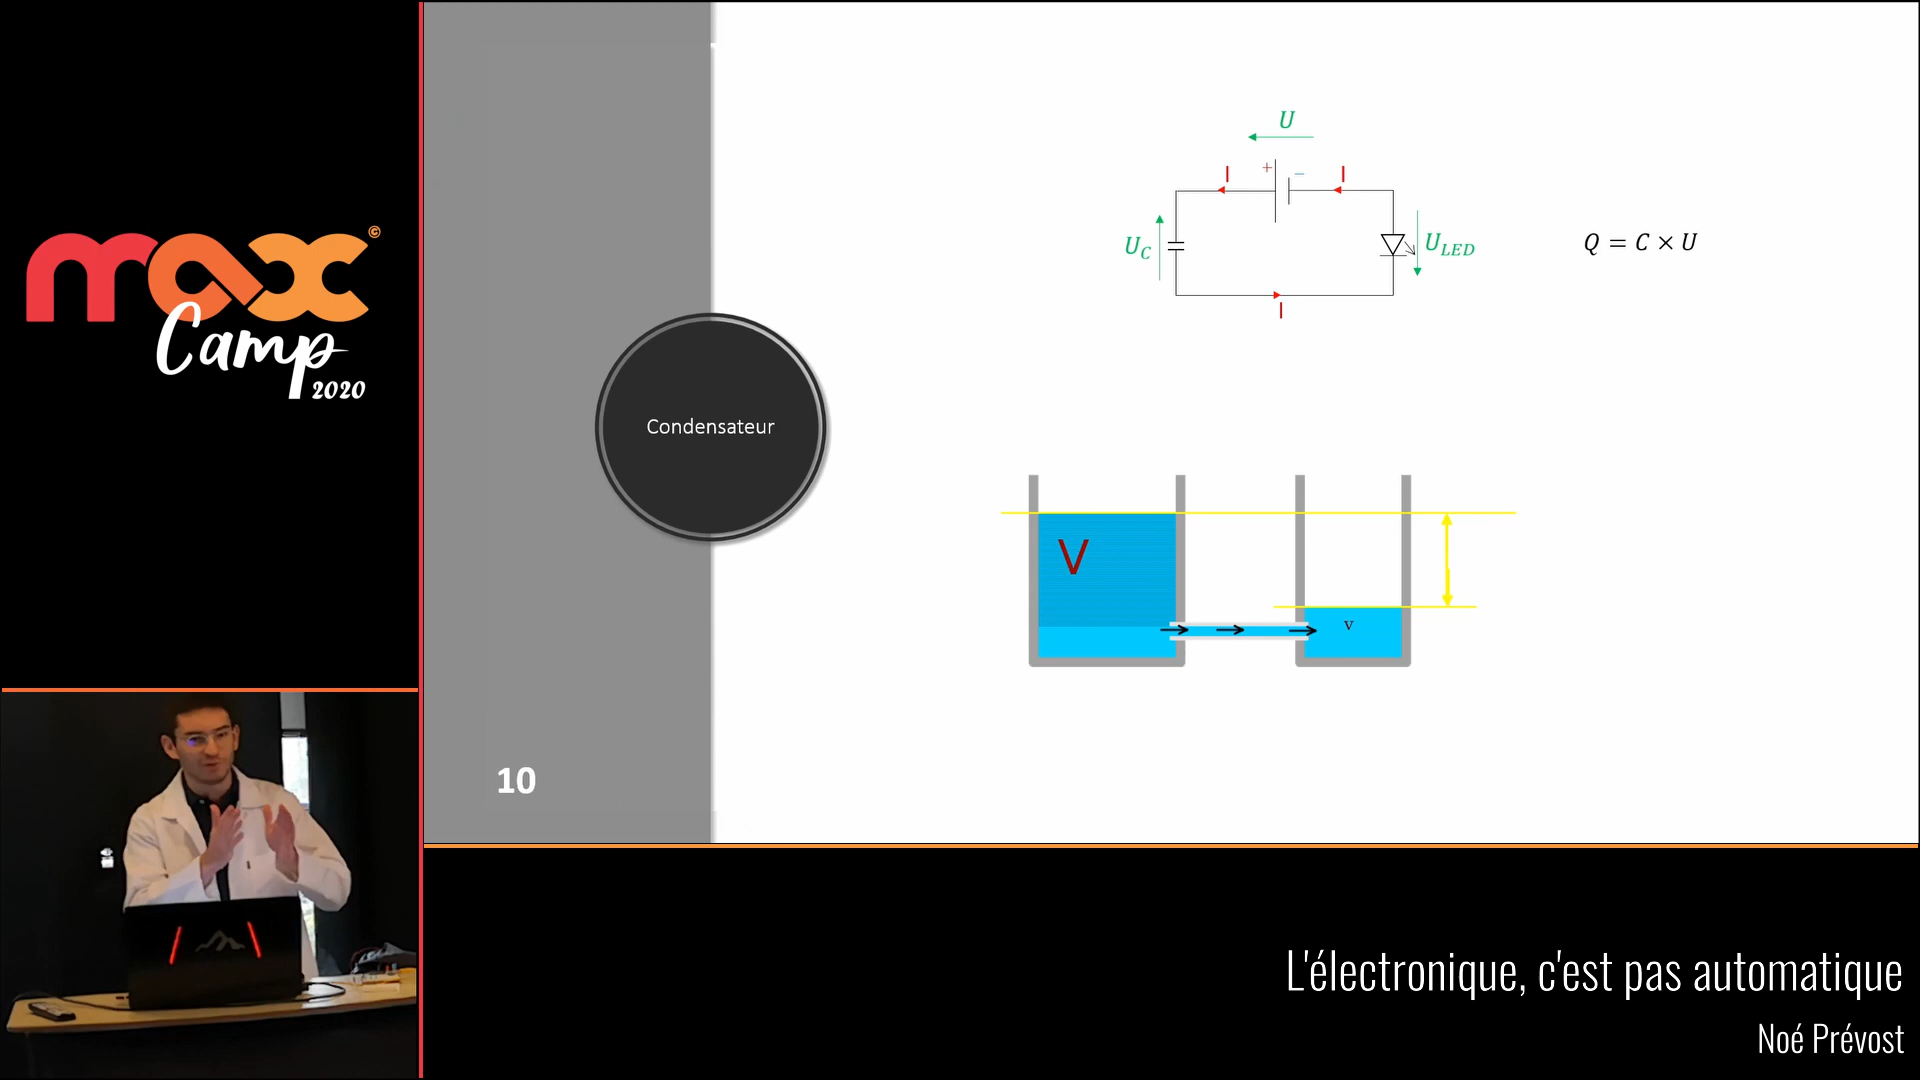 max©
Camp
2020
Condensateur
10
U
I + − I
U_C
U_LED
Q = C × U
I
V
v
L'électronique, c'est pas automatique
Noé Prévost